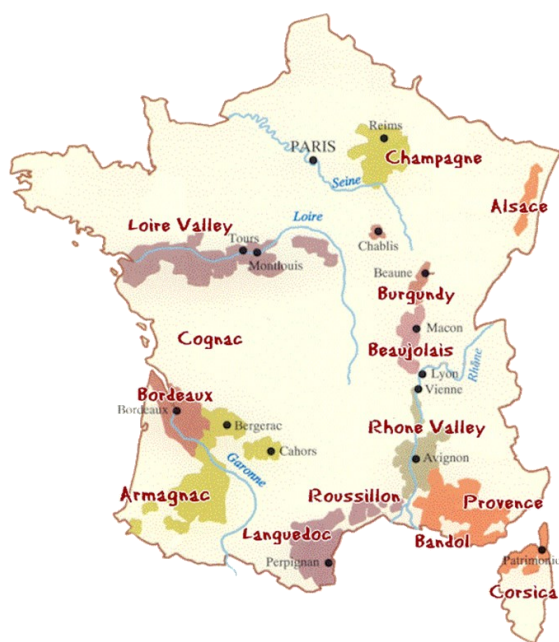 Reims
PARIS
Champagne
Seine
Alsace
Loire
Loire Valley
Tours
Chablis
Montlouis
Beaune
Burgundy
Macon
Cognac
Beaujolais
Rhône
Lyon
Vienne
Bordeaux
Bordeaux
Bergerac
Rhone Valley
Cahors
Avignon
Garonne
Armagnac
Roussillon
Provence
Languedoc
Bandol
Perpignan
Patrimonio
Corsica